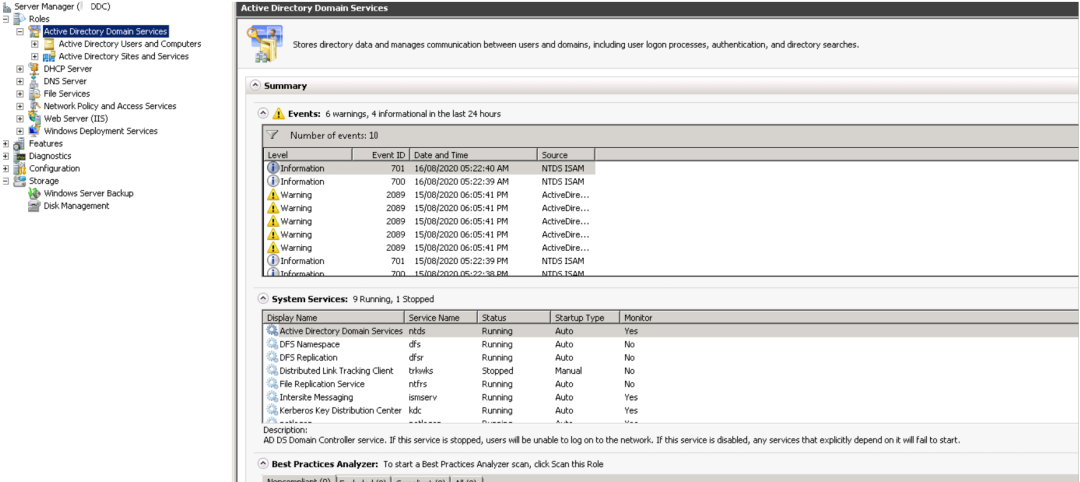 Server Manager ( DDC)
Roles
Active Directory Domain Services
Active Directory Users and Computers
Active Directory Sites and Services
DHCP Server
DNS Server
File Services
Network Policy and Access Services
Web Server (IIS)
Windows Deployment Services
Features
Diagnostics
Configuration
Storage
Windows Server Backup
Disk Management
Active Directory Domain Services
Stores directory data and manages communication between users and domains, including user logon processes, authentication, and directory searches.
Summary
Events: 6 warnings, 4 informational in the last 24 hours
Number of events: 10
Level Event ID Date and Time Source
Information 701 16/08/2020 05:22:40 AM NTDS ISAM
Information 700 16/08/2020 05:22:39 AM NTDS ISAM
Warning 2089 15/08/2020 06:05:41 PM ActiveDire...
Warning 2089 15/08/2020 06:05:41 PM ActiveDire...
Warning 2089 15/08/2020 06:05:41 PM ActiveDire...
Warning 2089 15/08/2020 06:05:41 PM ActiveDire...
Warning 2089 15/08/2020 06:05:41 PM ActiveDire...
Information 701 15/08/2020 05:22:39 PM NTDS ISAM
Information 700 15/08/2020 05:22:38 PM NTDS ISAM
System Services: 9 Running, 1 Stopped
Display Name Service Name Status Startup Type Monitor
Active Directory Domain Services ntds Running Auto Yes
DFS Namespace dfs Running Auto No
DFS Replication dfsr Running Auto No
Distributed Link Tracking Client trkwks Stopped Manual No
File Replication Service ntfrs Running Auto No
Intersite Messaging ismserv Running Auto Yes
Kerberos Key Distribution Center kdc Running Auto Yes
Description:
AD DS Domain Controller service. If this service is stopped, users will be unable to log on to the network. If this service is disabled, any services that explicitly depend on it will fail to start.
Best Practices Analyzer: To start a Best Practices Analyzer scan, click Scan this Role